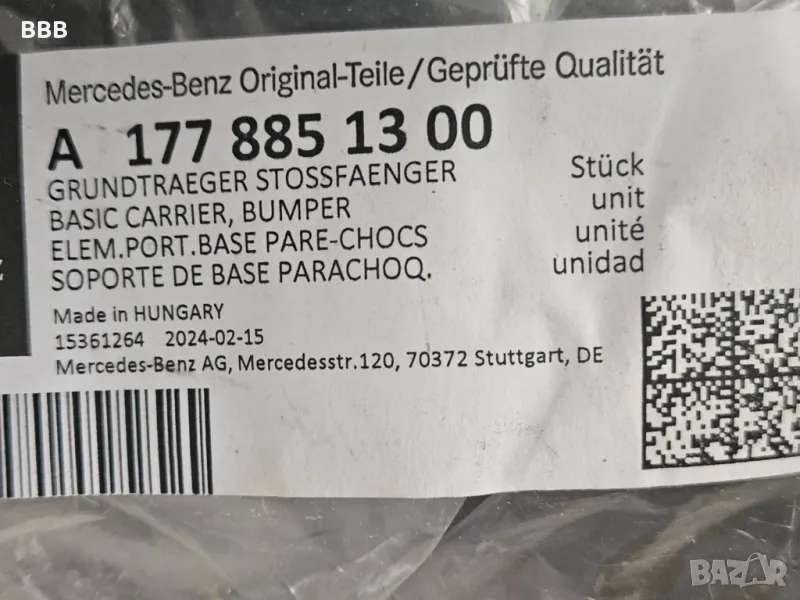 BBB
Mercedes-Benz Original-Teile/Geprüfte Qualität
A 177 885 13 00
GRUNDTRAEGER STOSSFAENGER Stück
BASIC CARRIER, BUMPER unit
ELEM.PORT.BASE PARE-CHOCS unité
SOPORTE DE BASE PARACHOQ. unidad
Made in HUNGARY
15361264 2024-02-15
Mercedes-Benz AG, Mercedesstr.120, 70372 Stuttgart, DE
BAZAR